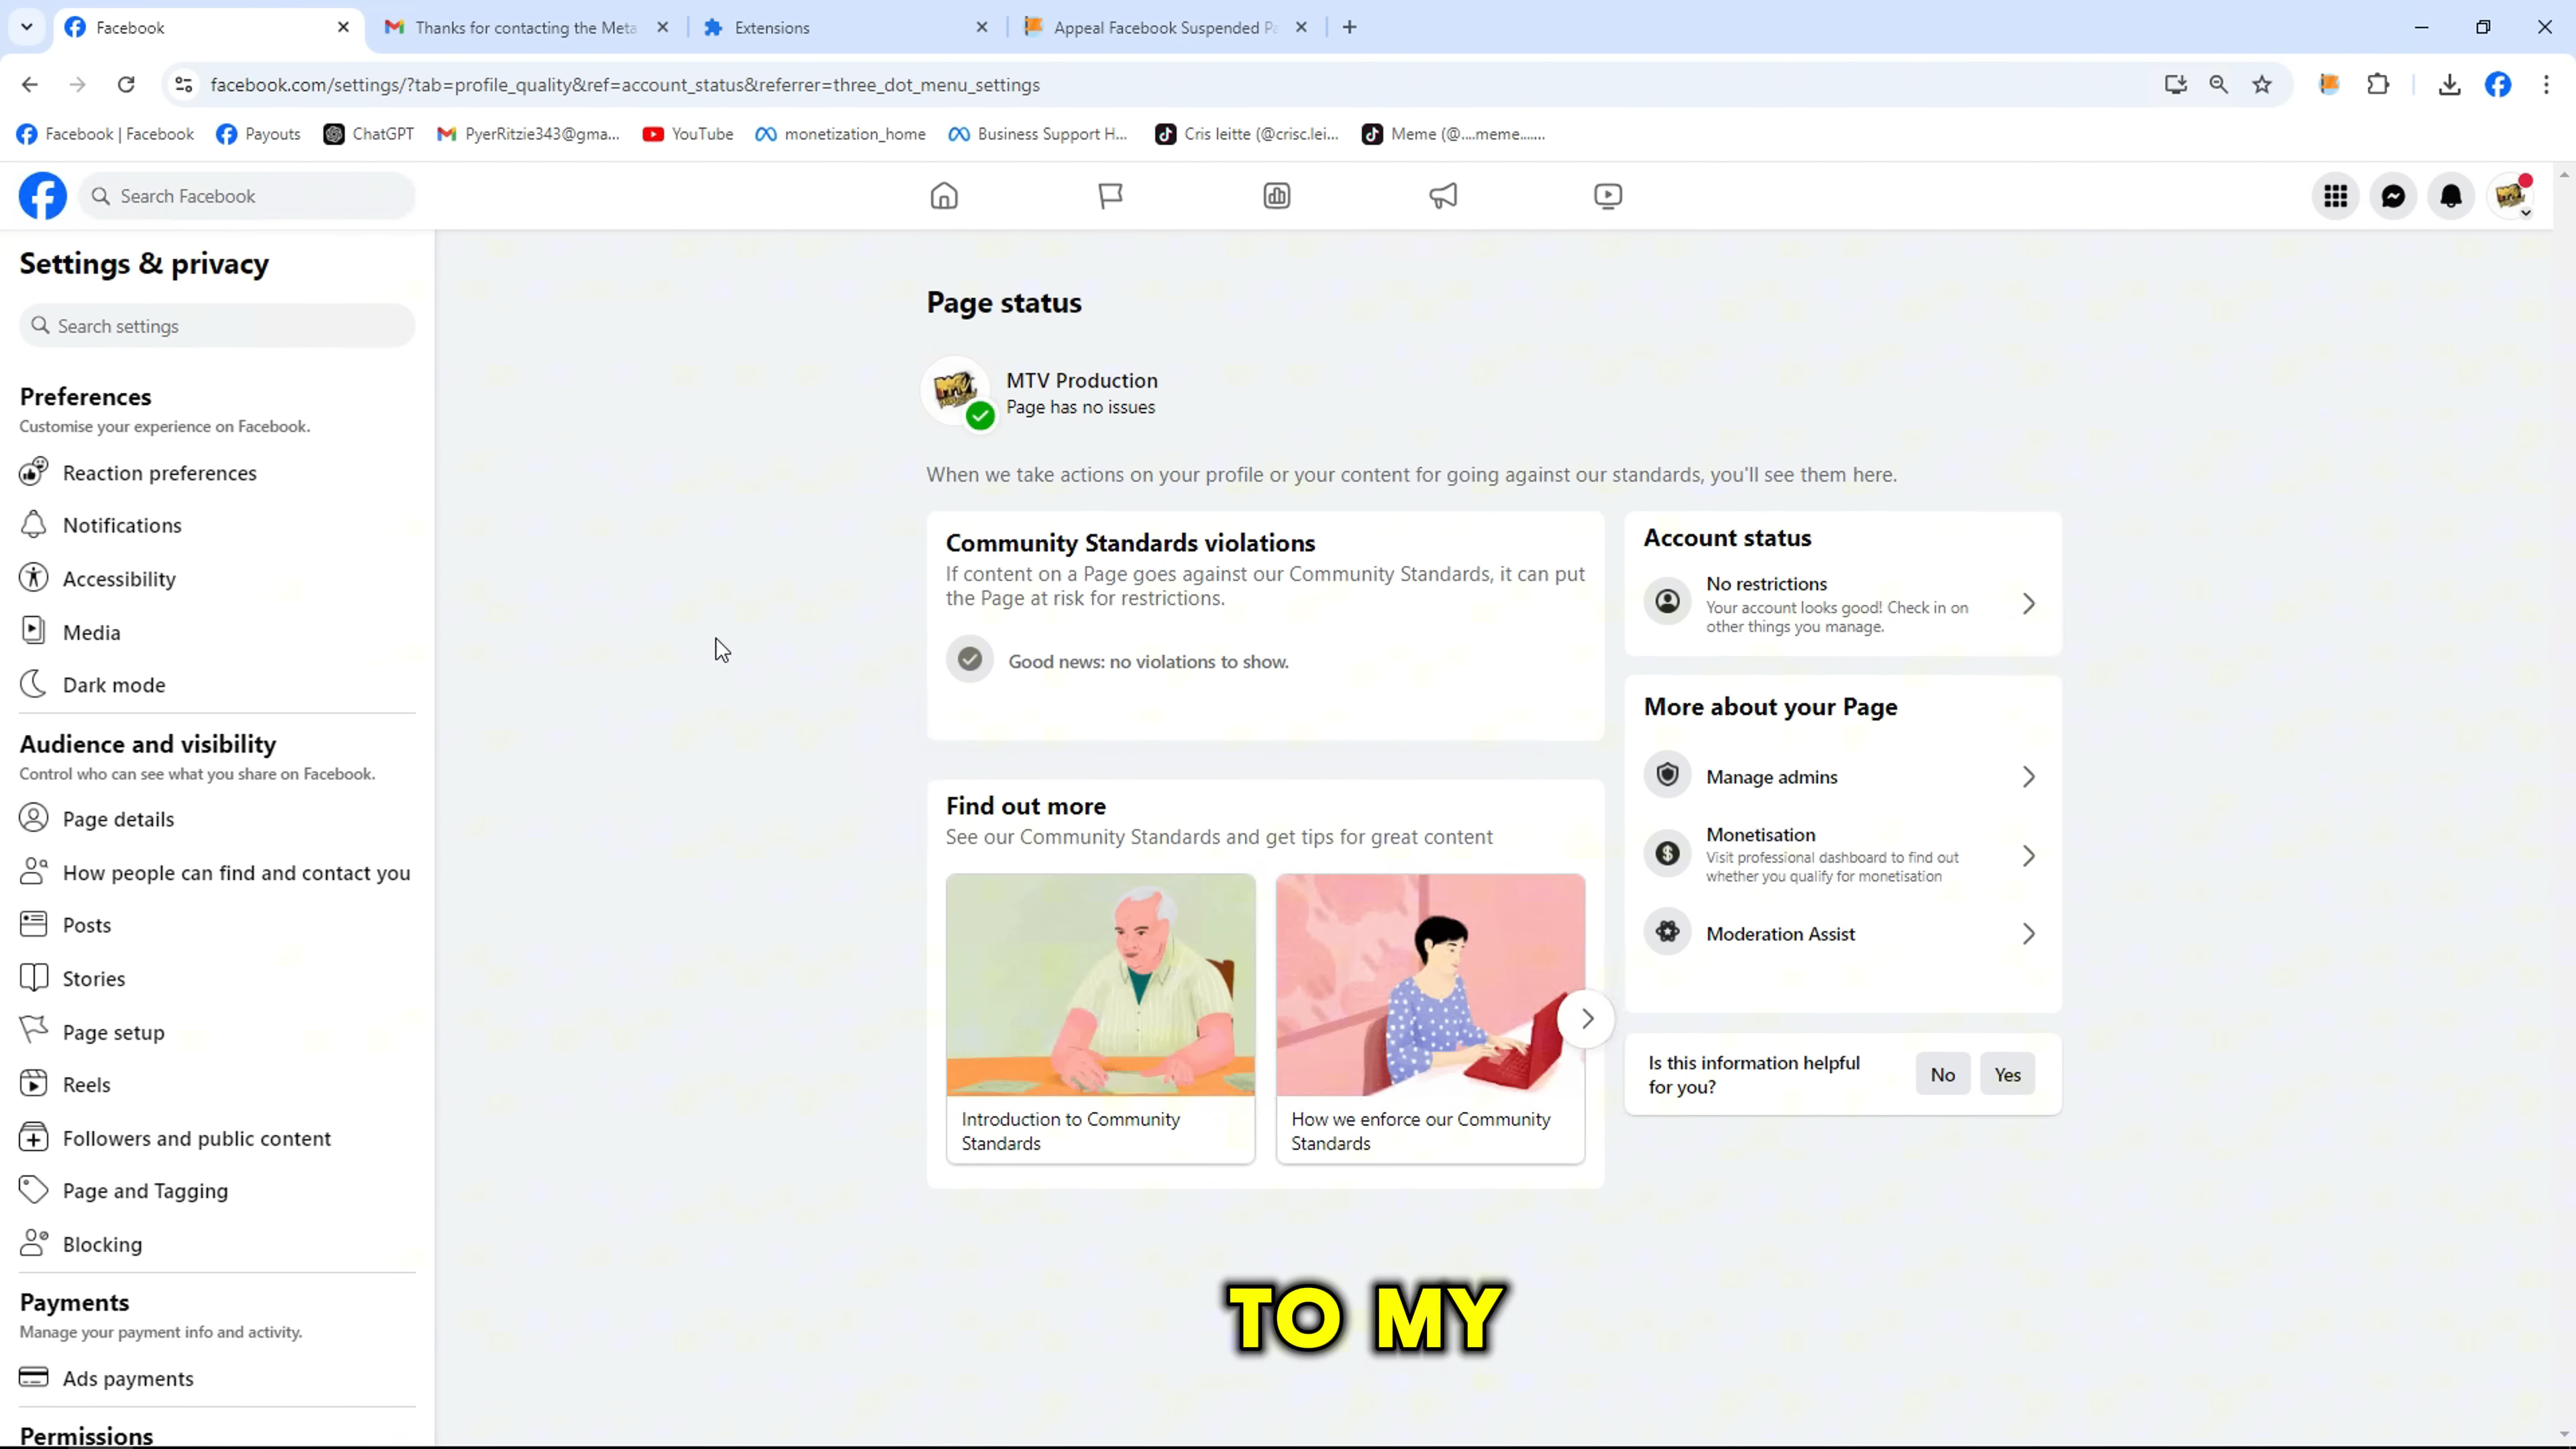 Facebook
Thanks for contacting the Meta
Extensions
Appeal Facebook Suspended Pa
facebook.com/settings/?tab=profile_quality&ref=account_status&referrer=three_dot_menu_settings
Facebook | Facebook
Payouts
ChatGPT
PyerRitzie343@gma...
YouTube
monetization_home
Business Support H...
Cris leitte (@crisc.lei...
Meme (@....meme.......
Search Facebook
Settings & privacy
Search settings
Preferences
Customise your experience on Facebook.
Reaction preferences
Notifications
Accessibility
Media
Dark mode
Audience and visibility
Control who can see what you share on Facebook.
Page details
How people can find and contact you
Posts
Stories
Page setup
Reels
Followers and public content
Page and Tagging
Blocking
Payments
Manage your payment info and activity.
Ads payments
Permissions
Page status
MTV Production
Page has no issues
When we take actions on your profile or your content for going against our standards, you'll see them here.
Community Standards violations
If content on a Page goes against our Community Standards, it can put
the Page at risk for restrictions.
Good news: no violations to show.
Find out more
See our Community Standards and get tips for great content
Introduction to Community
Standards
How we enforce our Community
Standards
Account status
No restrictions
Your account looks good! Check in on
other things you manage.
More about your Page
Manage admins
Monetisation
Visit professional dashboard to find out
whether you qualify for monetisation
Moderation Assist
Is this information helpful
for you?
No
Yes
TO MY